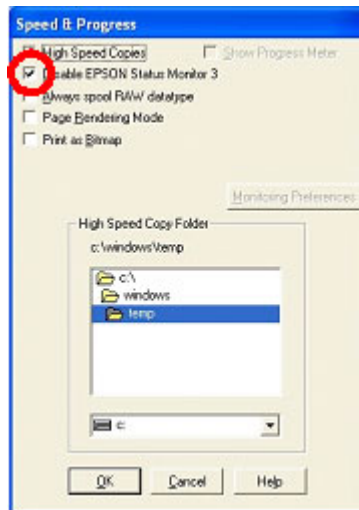 Speed & Progress
High Speed Copies Show Progress Meter
Disable EPSON Status Monitor 3
Always spool RAW datatype
Page Rendering Mode
Print as Bitmap
Monitoring Preferences
High Speed Copy Folder
c:\windows\temp
c:\
windows
temp
c:
OK Cancel Help